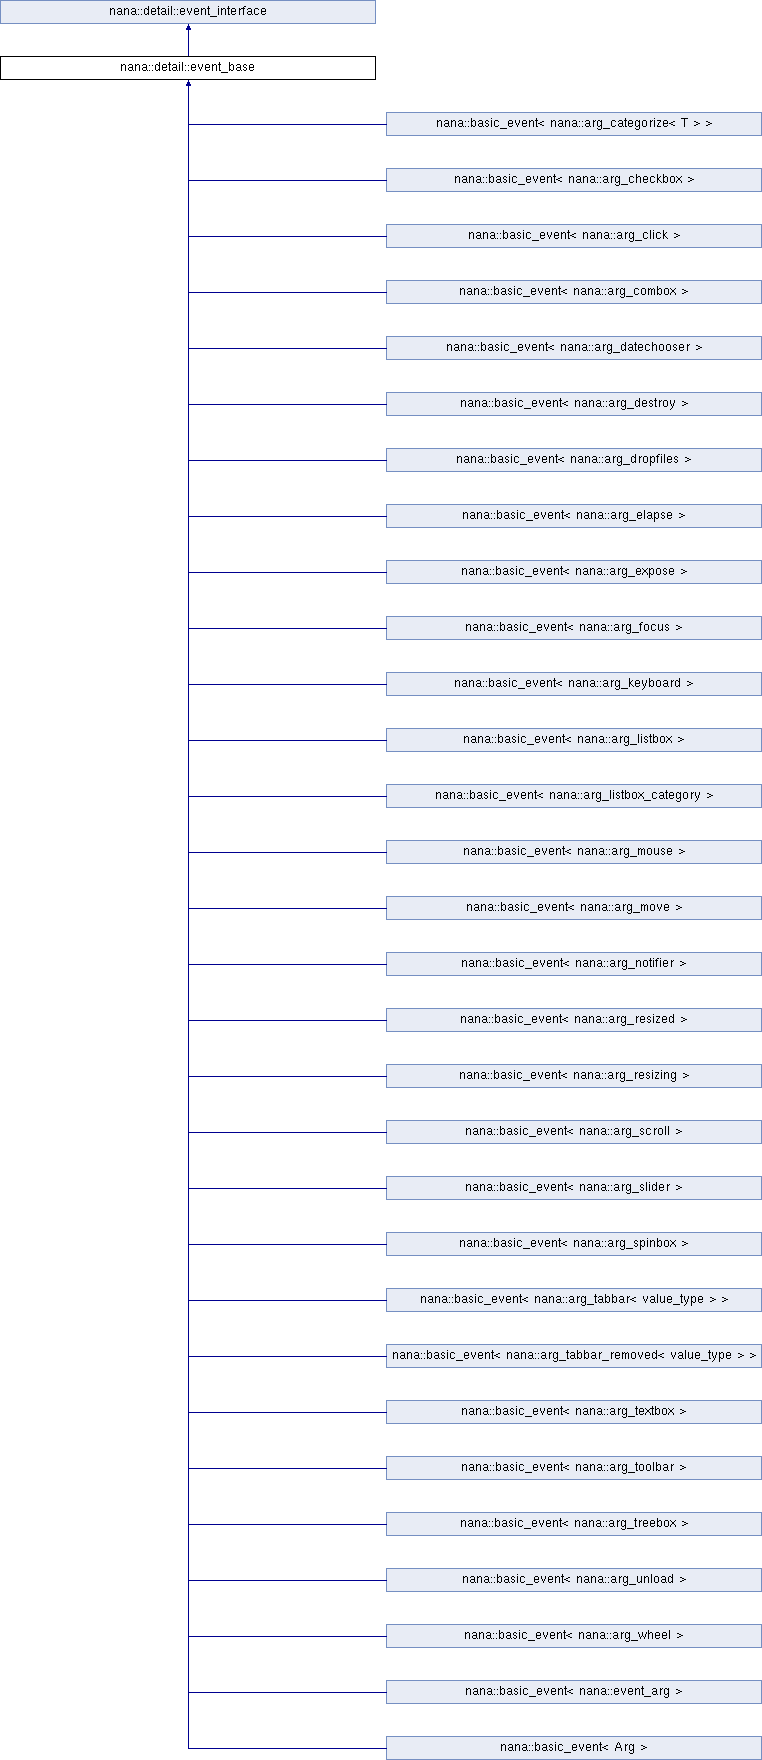 nana::detail::event_interface
nana::detail::event_base
nana::basic_event< nana::arg_categorize< T > >
nana::basic_event< nana::arg_checkbox >
nana::basic_event< nana::arg_click >
nana::basic_event< nana::arg_combox >
nana::basic_event< nana::arg_datechooser >
nana::basic_event< nana::arg_destroy >
nana::basic_event< nana::arg_dropfiles >
nana::basic_event< nana::arg_elapse >
nana::basic_event< nana::arg_expose >
nana::basic_event< nana::arg_focus >
nana::basic_event< nana::arg_keyboard >
nana::basic_event< nana::arg_listbox >
nana::basic_event< nana::arg_listbox_category >
nana::basic_event< nana::arg_mouse >
nana::basic_event< nana::arg_move >
nana::basic_event< nana::arg_notifier >
nana::basic_event< nana::arg_resized >
nana::basic_event< nana::arg_resizing >
nana::basic_event< nana::arg_scroll >
nana::basic_event< nana::arg_slider >
nana::basic_event< nana::arg_spinbox >
nana::basic_event< nana::arg_tabbar< value_type > >
nana::basic_event< nana::arg_tabbar_removed< value_type > >
nana::basic_event< nana::arg_textbox >
nana::basic_event< nana::arg_toolbar >
nana::basic_event< nana::arg_treebox >
nana::basic_event< nana::arg_unload >
nana::basic_event< nana::arg_wheel >
nana::basic_event< nana::event_arg >
nana::basic_event< Arg >